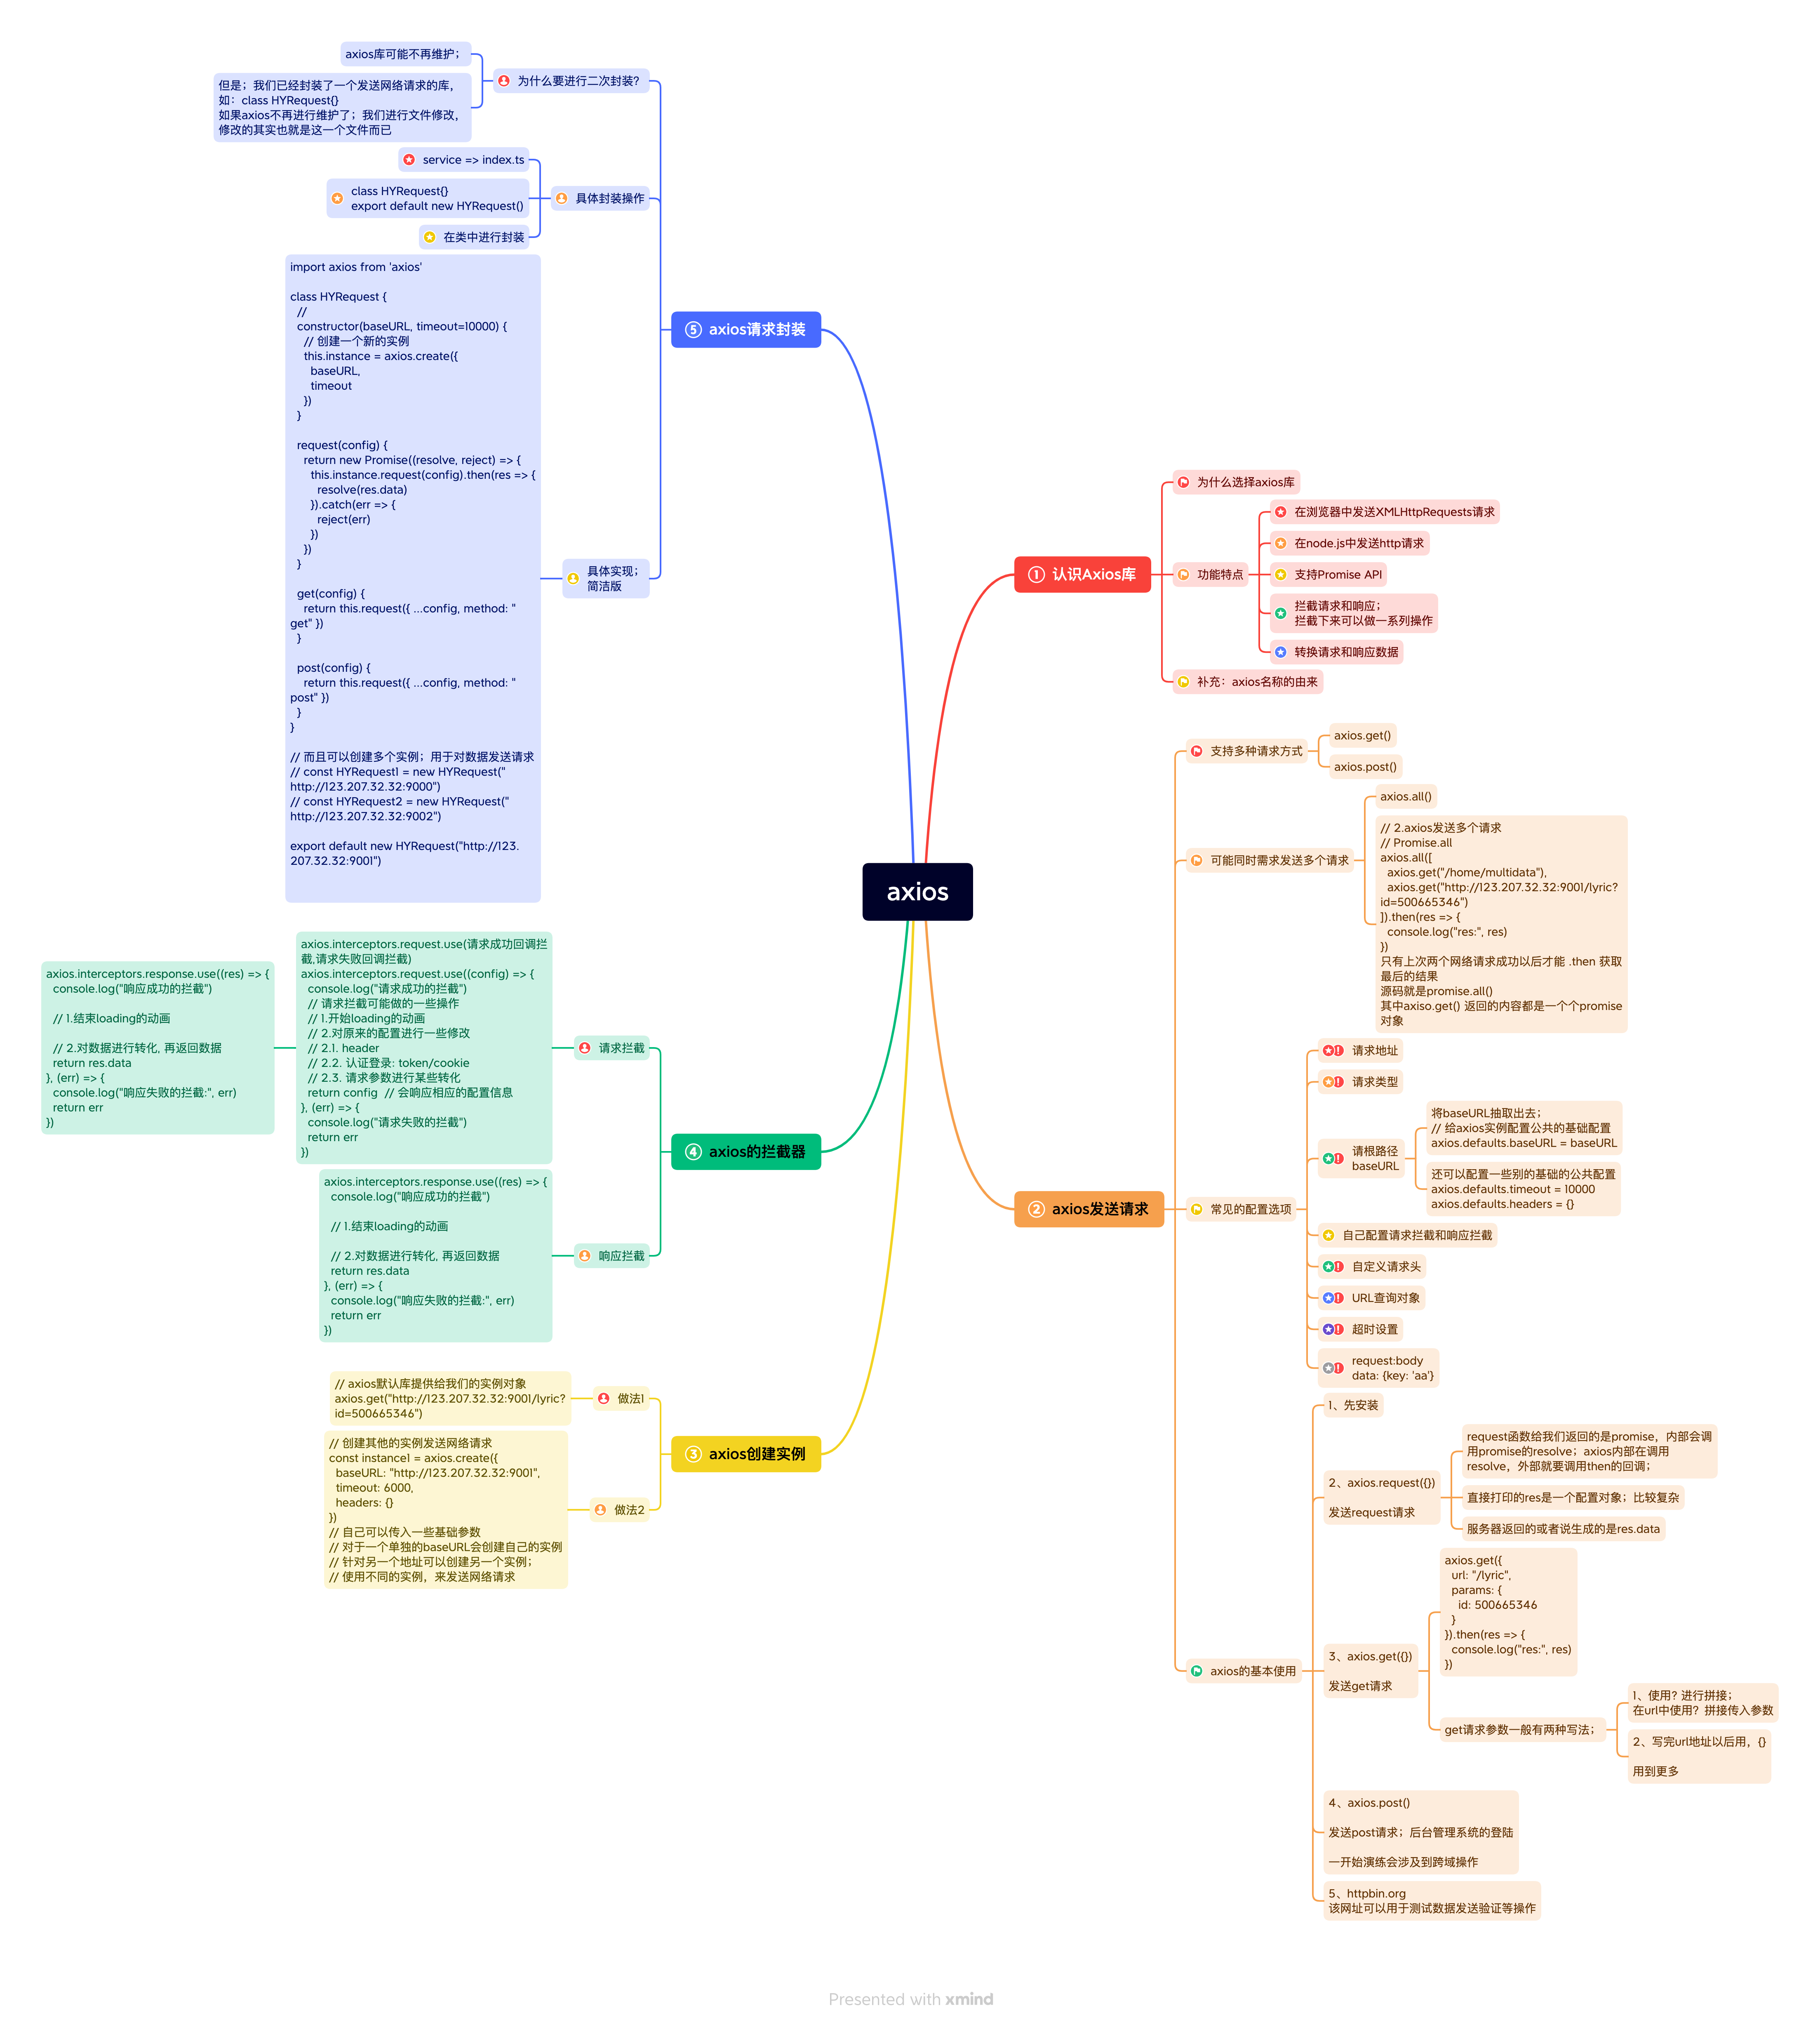 axios
① 认识Axios库
为什么选择axios库
功能特点
在浏览器中发送XMLHttpRequests请求
在node.js中发送http请求
支持Promise API
拦截请求和响应；
拦截下来可以做一系列操作
转换请求和响应数据
补充：axios名称的由来
② axios发送请求
支持多种请求方式
axios.get()
axios.post()
可能同时需求发送多个请求
axios.all()
// 2.axios发送多个请求
// Promise.all
axios.all([
  axios.get("/home/multidata"),
  axios.get("http://123.207.32.32:9001/lyric?
id=500665346")
]).then(res => {
  console.log("res:", res)
})
只有上次两个网络请求成功以后才能 .then 获取
最后的结果
源码就是promise.all()
其中axiso.get() 返回的内容都是一个个promise
对象
常见的配置选项
请求地址
请求类型
请根路径
baseURL
将baseURL抽取出去；
// 给axios实例配置公共的基础配置
axios.defaults.baseURL = baseURL
还可以配置一些别的基础的公共配置
axios.defaults.timeout = 10000
axios.defaults.headers = {}
自己配置请求拦截和响应拦截
自定义请求头
URL查询对象
超时设置
request:body
data: {key: 'aa'}
axios的基本使用
1、先安装
2、axios.request({})
发送request请求
request函数给我们返回的是promise，内部会调
用promise的resolve；axios内部在调用
resolve，外部就要调用then的回调；
直接打印的res是一个配置对象；比较复杂
服务器返回的或者说生成的是res.data
3、axios.get({})
发送get请求
axios.get({
  url: "/lyric",
  params: {
    id: 500665346
  }
}).then(res => {
  console.log("res:", res)
})
get请求参数一般有两种写法；
1、使用？进行拼接；
在url中使用？拼接传入参数
2、写完url地址以后用，{}
用到更多
4、axios.post()
发送post请求；后台管理系统的登陆
一开始演练会涉及到跨域操作
5、httpbin.org
该网址可以用于测试数据发送验证等操作
③ axios创建实例
做法1
// axios默认库提供给我们的实例对象
axios.get("http://123.207.32.32:9001/lyric?
id=500665346")
做法2
// 创建其他的实例发送网络请求
const instance1 = axios.create({
  baseURL: "http://123.207.32.32:9001",
  timeout: 6000,
  headers: {}
})
// 自己可以传入一些基础参数
// 对于一个单独的baseURL会创建自己的实例
// 针对另一个地址可以创建另一个实例；
// 使用不同的实例，来发送网络请求
④ axios的拦截器
请求拦截
axios.interceptors.request.use(请求成功回调拦
截,请求失败回调拦截)
axios.interceptors.request.use((config) => {
  console.log("请求成功的拦截")
  // 请求拦截可能做的一些操作
  // 1.开始loading的动画
  // 2.对原来的配置进行一些修改
  // 2.1. header
  // 2.2. 认证登录: token/cookie
  // 2.3. 请求参数进行某些转化
  return config  // 会响应相应的配置信息
}, (err) => {
  console.log("请求失败的拦截")
  return err
})
axios.interceptors.response.use((res) => {
  console.log("响应成功的拦截")
  // 1.结束loading的动画
  // 2.对数据进行转化, 再返回数据
  return res.data
}, (err) => {
  console.log("响应失败的拦截:", err)
  return err
})
响应拦截
axios.interceptors.response.use((res) => {
  console.log("响应成功的拦截")
  // 1.结束loading的动画
  // 2.对数据进行转化, 再返回数据
  return res.data
}, (err) => {
  console.log("响应失败的拦截:", err)
  return err
})
⑤ axios请求封装
为什么要进行二次封装？
axios库可能不再维护；
但是；我们已经封装了一个发送网络请求的库，
如：class HYRequest{}
如果axios不再进行维护了；我们进行文件修改，
修改的其实也就是这一个文件而已
具体封装操作
service => index.ts
class HYRequest{}
export default new HYRequest()
在类中进行封装
具体实现；
简洁版
import axios from 'axios'
class HYRequest {
  //
  constructor(baseURL, timeout=10000) {
    // 创建一个新的实例
    this.instance = axios.create({
      baseURL,
      timeout
    })
  }
  request(config) {
    return new Promise((resolve, reject) => {
      this.instance.request(config).then(res => {
        resolve(res.data)
      }).catch(err => {
        reject(err)
      })
    })
  }
  get(config) {
    return this.request({ ...config, method: "
get" })
  }
  post(config) {
    return this.request({ ...config, method: "
post" })
  }
}
// 而且可以创建多个实例；用于对数据发送请求
// const HYRequest1 = new HYRequest("
http://123.207.32.32:9000")
// const HYRequest2 = new HYRequest("
http://123.207.32.32:9002")
export default new HYRequest("http://123.
207.32.32:9001")
Presented with xmind